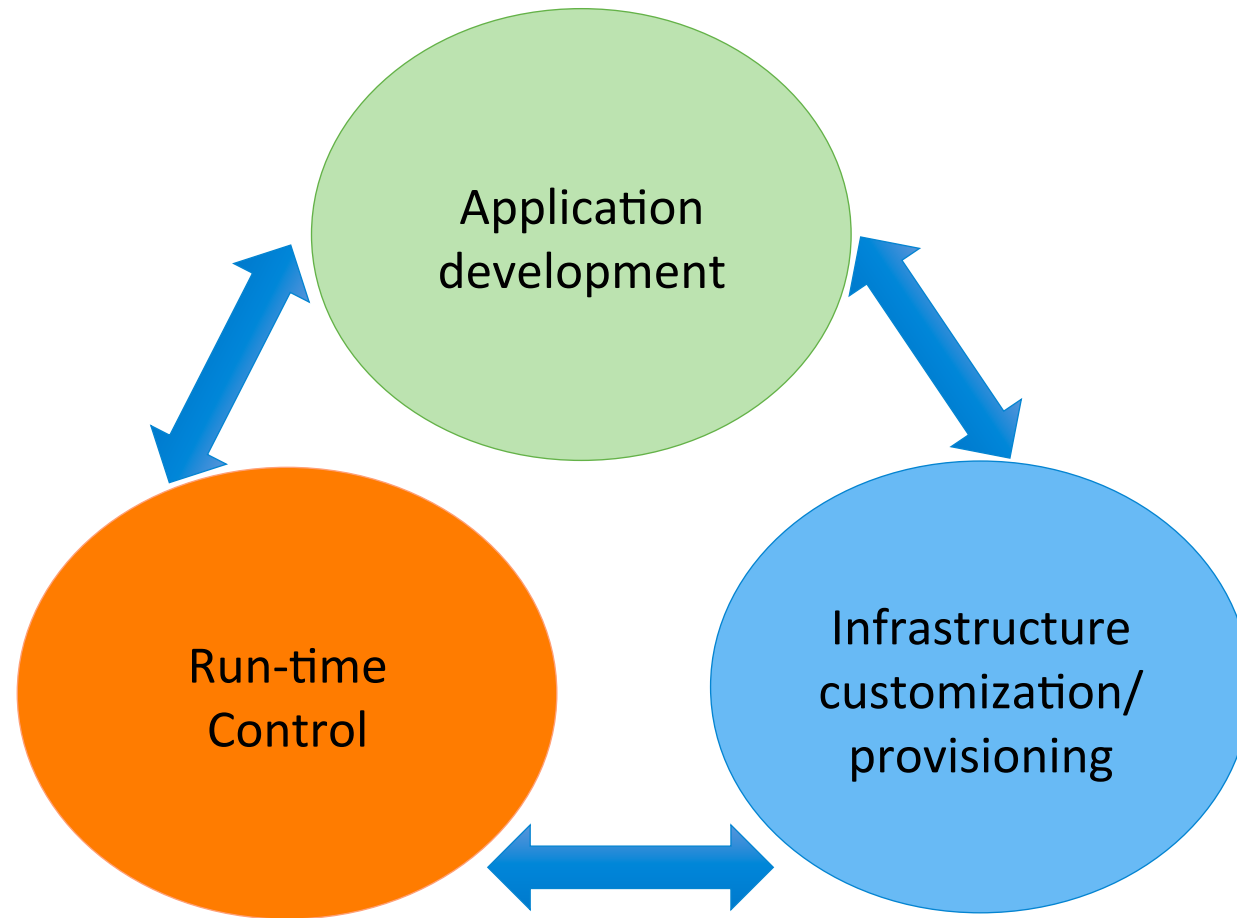 Application
development
Run-time
Control
Infrastructure
customization/
provisioning